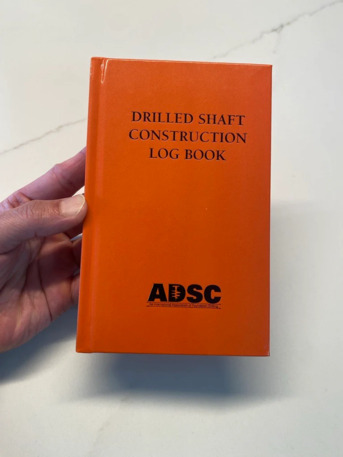 DRILLED SHAFT
CONSTRUCTION
LOG BOOK
ADSC